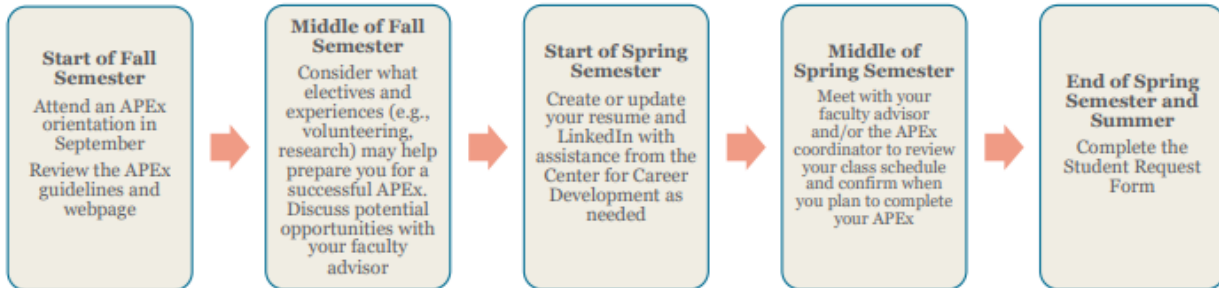 Start of Fall
Semester
Attend an APEx
orientation in
September
Review the APEx
guidelines and
webpage
Middle of Fall
Semester
Consider what
electives and
experiences (e.g.,
volunteering,
research) may help
prepare you for a
successful APEx.
Discuss potential
opportunities with
your faculty
advisor
Start of Spring
Semester
Create or update
your resume and
LinkedIn with
assistance from the
Center for Career
Development as
needed
Middle of
Spring Semester
Meet with your
faculty advisor
and/or the APEx
coordinator to review
your class schedule
and confirm when
you plan to complete
your APEx
End of Spring
Semester and
Summer
Complete the
Student Request
Form